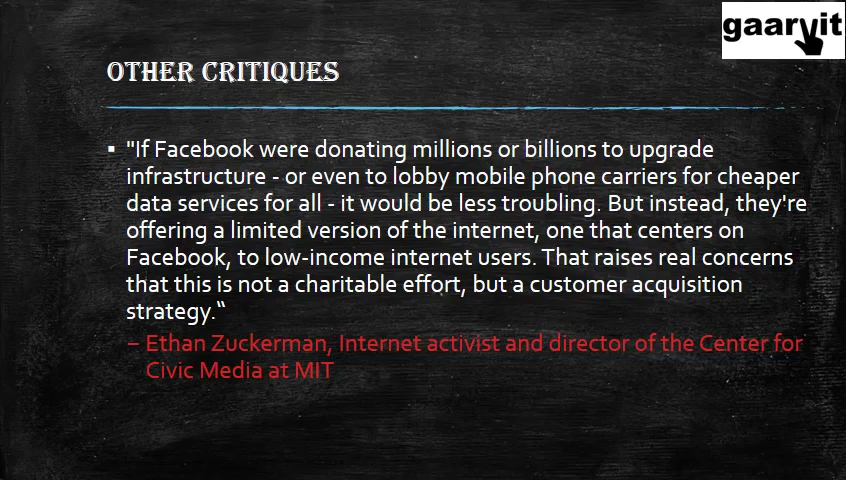 gaarvit
OTHER CRITIQUES
▪ "If Facebook were donating millions or billions to upgrade
infrastructure - or even to lobby mobile phone carriers for cheaper
data services for all - it would be less troubling. But instead, they're
offering a limited version of the internet, one that centers on
Facebook, to low-income internet users. That raises real concerns
that this is not a charitable effort, but a customer acquisition
strategy.“
– Ethan Zuckerman, Internet activist and director of the Center for
Civic Media at MIT